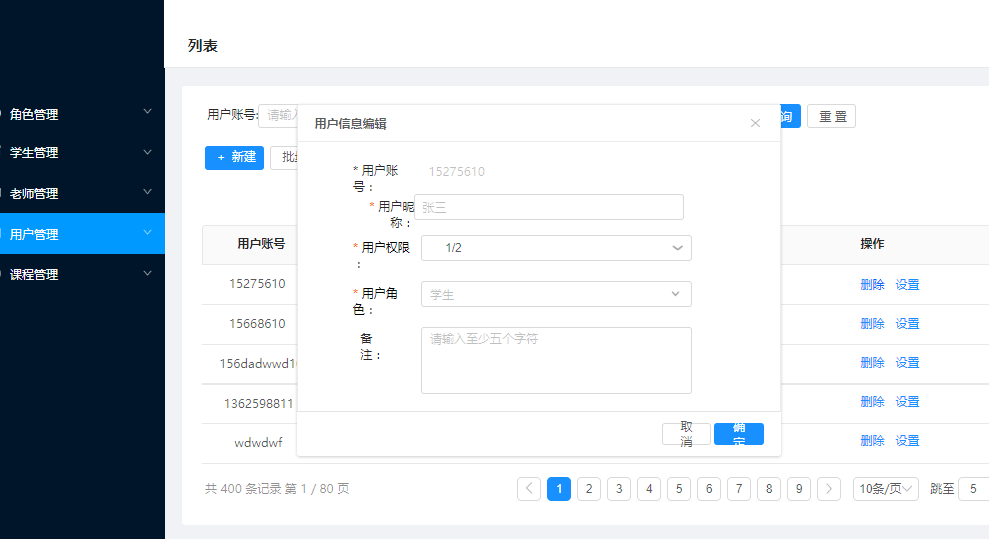 列表
角色管理
学生管理
老师管理
用户管理
课程管理
用户账号:
请输入
询
重 置
+ 新建
批
用户信息编辑
* 用户账号：
15275610
* 用户昵称：
张三
* 用户权限：
1/2
* 用户角色：
学生
备注：
请输入至少五个字符
取消
确定
用户账号
操作
15275610
删除 设置
15668610
删除 设置
156dadwwd1
删除 设置
1362598811
删除 设置
wdwdwf
删除 设置
共 400 条记录 第 1 / 80 页
1 2 3 4 5 6 7 8 9
10条/页
跳至 5